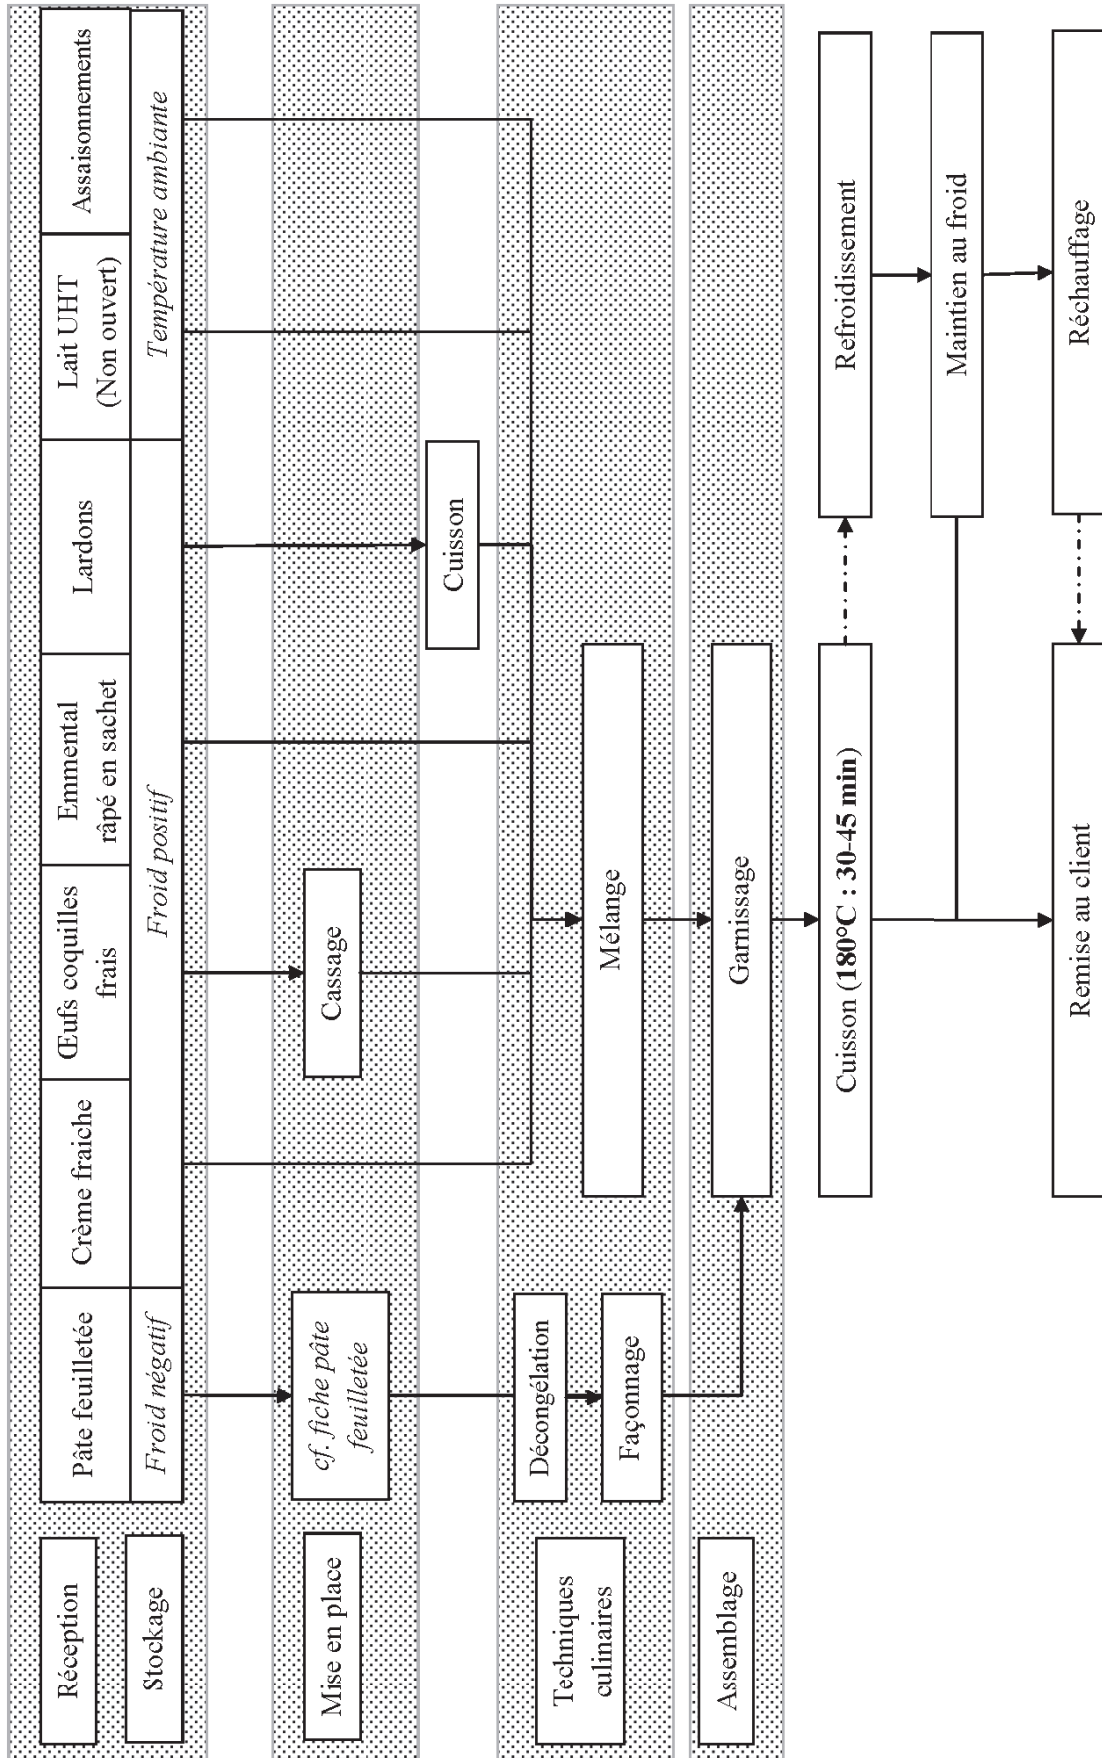 Réception
Pâte feuilletée
Crème fraiche
Œufs coquilles
frais
Emmental
râpé en sachet
Lardons
Lait UHT
(Non ouvert)
Assaisonnements
Stockage
Froid négatif
Froid positif
Température ambiante
Mise en place
cf. fiche pâte
feuilletée
Cassage
Cuisson
Techniques
culinaires
Décongélation
Façonnage
Mélange
Assemblage
Garnissage
Cuisson (180°C : 30-45 min)
Refroidissement
Maintien au froid
Remise au client
Réchauffage